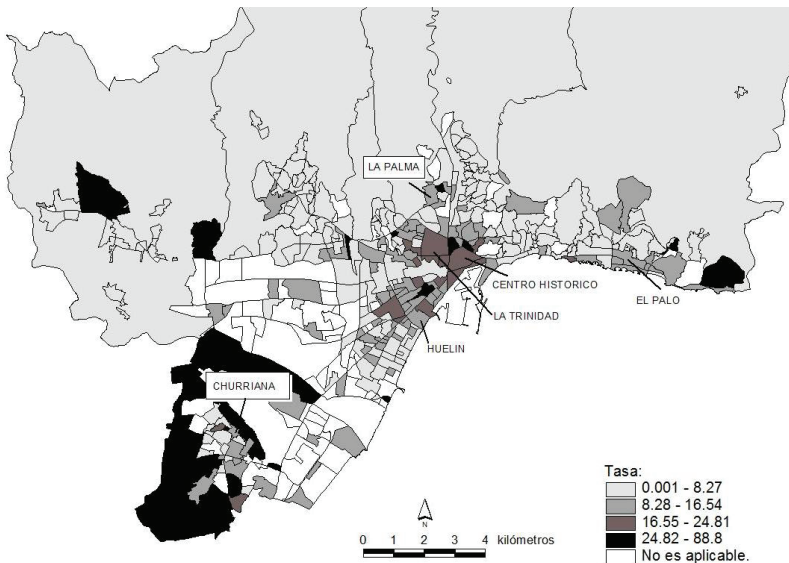 LA PALMA
CENTRO HISTORICO
EL PALO
LA TRINIDAD
HUELIN
CHURRIANA
Tasa:
0.001 - 8.27
8.28 - 16.54
16.55 - 24.81
24.82 - 88.8
No es aplicable.
N
0 1 2 3 4 kilómetros